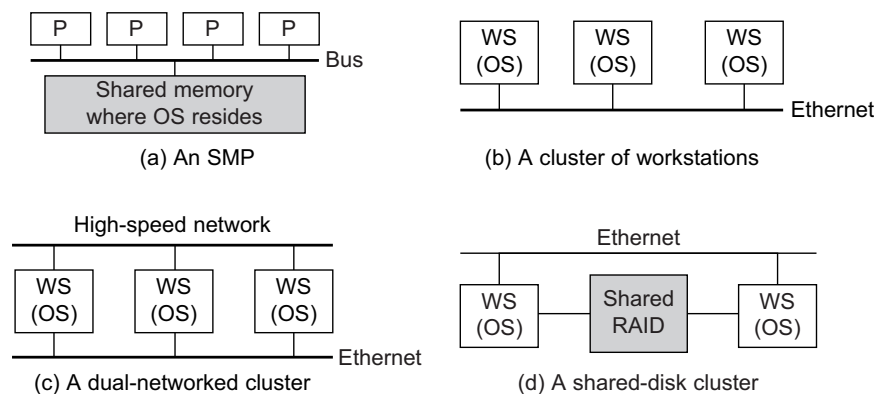 P P P P
Bus
Shared memory
where OS resides
(a) An SMP
WS WS WS
(OS) (OS) (OS)
Ethernet
(b) A cluster of workstations
High-speed network
WS WS WS
(OS) (OS) (OS)
Ethernet
(c) A dual-networked cluster
Ethernet
WS Shared WS
(OS) RAID (OS)
(d) A shared-disk cluster